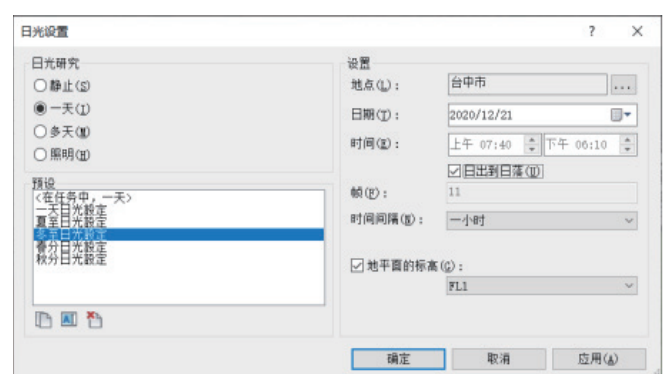 日光设置
? ×
日光研究
静止(S)
一天(I)
多天(M)
照明(H)
预设
<在任务中, 一天>
一天日光設定
夏至日光設定
冬至日光設定
春分日光設定
秋分日光設定
设置
地点(L): 台中市 ...
日期(T): 2020/12/21
时间(E): 上午 07:40 下午 06:10
日出到日落(U)
帧(F): 11
时间间隔(N): 一小时
地平面的标高(G):
FL1
确定 取消 应用(A)